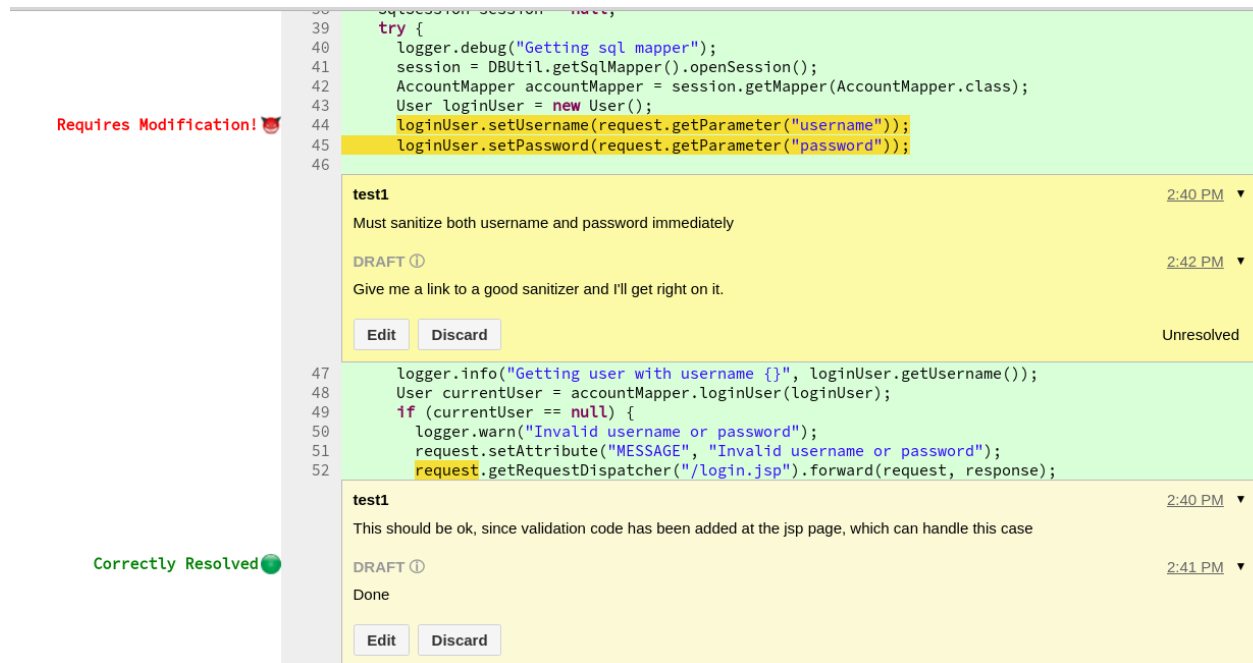 38 SqlSession session = null;
39 try {
40 logger.debug("Getting sql mapper");
41 session = DBUtil.getSqlMapper().openSession();
42 AccountMapper accountMapper = session.getMapper(AccountMapper.class);
43 User loginUser = new User();
Requires Modification! 44 loginUser.setUsername(request.getParameter("username"));
45 loginUser.setPassword(request.getParameter("password"));
46
test1 2:40 PM
Must sanitize both username and password immediately
DRAFT 2:42 PM
Give me a link to a good sanitizer and I'll get right on it.
Edit Discard Unresolved
47 logger.info("Getting user with username {}", loginUser.getUsername());
48 User currentUser = accountMapper.loginUser(loginUser);
49 if (currentUser == null) {
50 logger.warn("Invalid username or password");
51 request.setAttribute("MESSAGE", "Invalid username or password");
52 request.getRequestDispatcher("/login.jsp").forward(request, response);
test1 2:40 PM
This should be ok, since validation code has been added at the jsp page, which can handle this case
Correctly Resolved DRAFT 2:41 PM
Done
Edit Discard